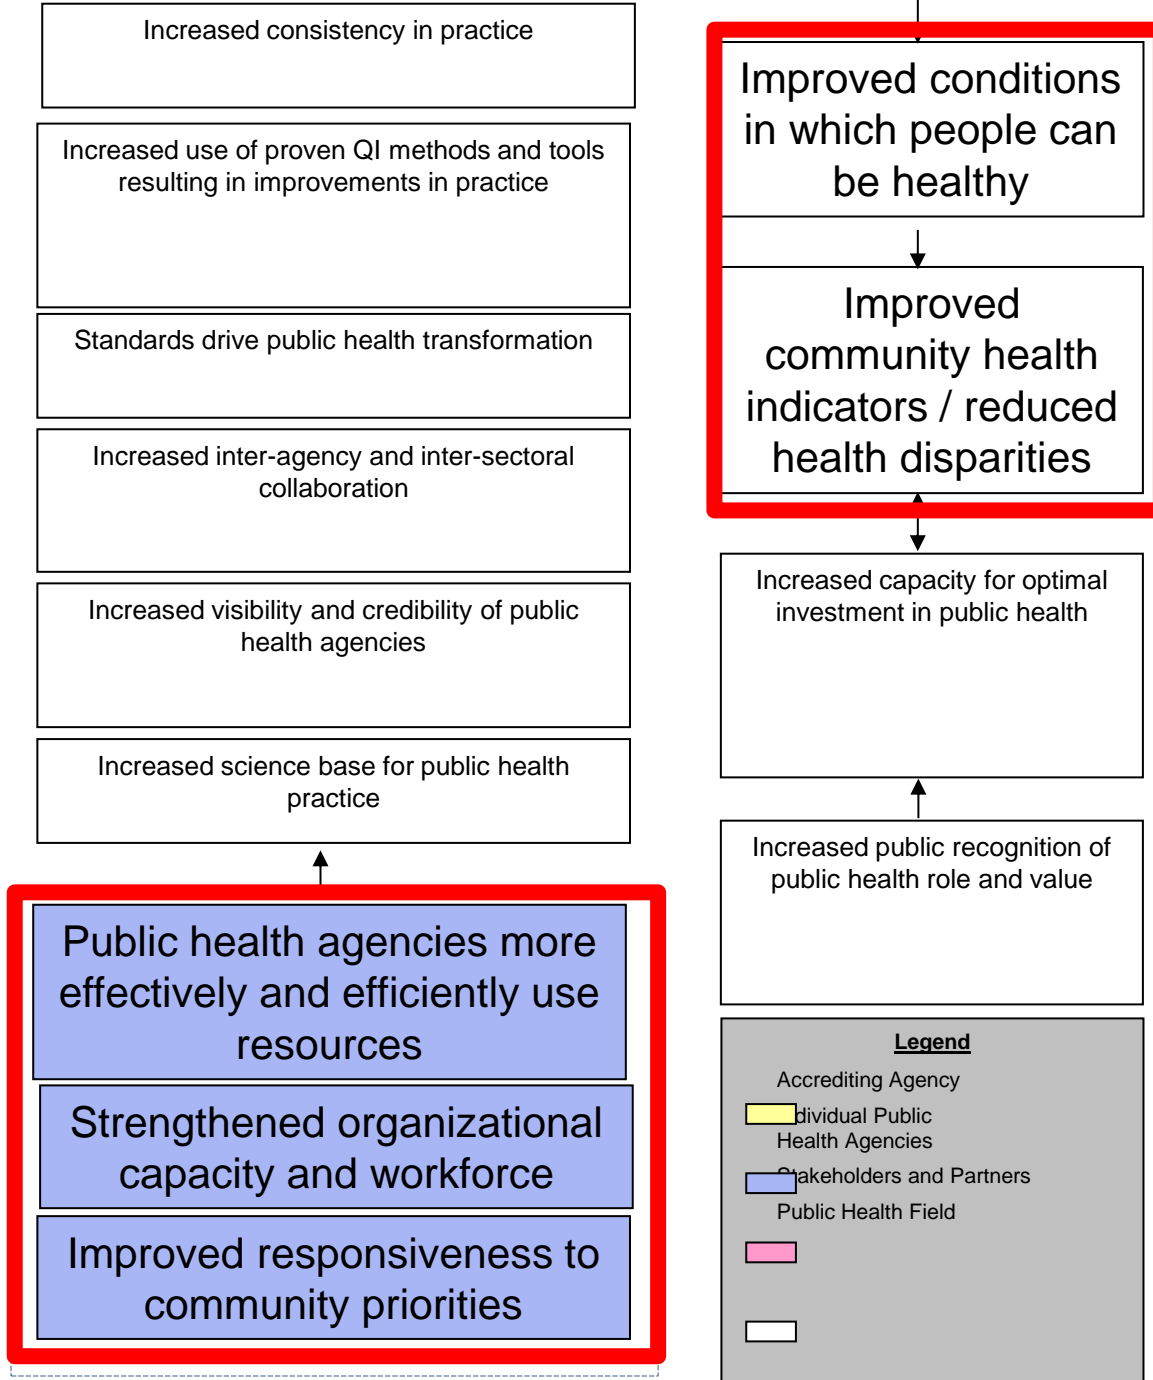 Increased consistency in practice
Increased use of proven QI methods and tools
resulting in improvements in practice
Standards drive public health transformation
Increased inter-agency and inter-sectoral
collaboration
Increased visibility and credibility of public
health agencies
Increased science base for public health
practice
Public health agencies more
effectively and efficiently use
resources
Strengthened organizational
capacity and workforce
Improved responsiveness to
community priorities
Improved conditions
in which people can
be healthy
Improved
community health
indicators / reduced
health disparities
Increased capacity for optimal
investment in public health
Increased public recognition of
public health role and value
Legend
Accrediting Agency
Individual Public
Health Agencies
Stakeholders and Partners
Public Health Field